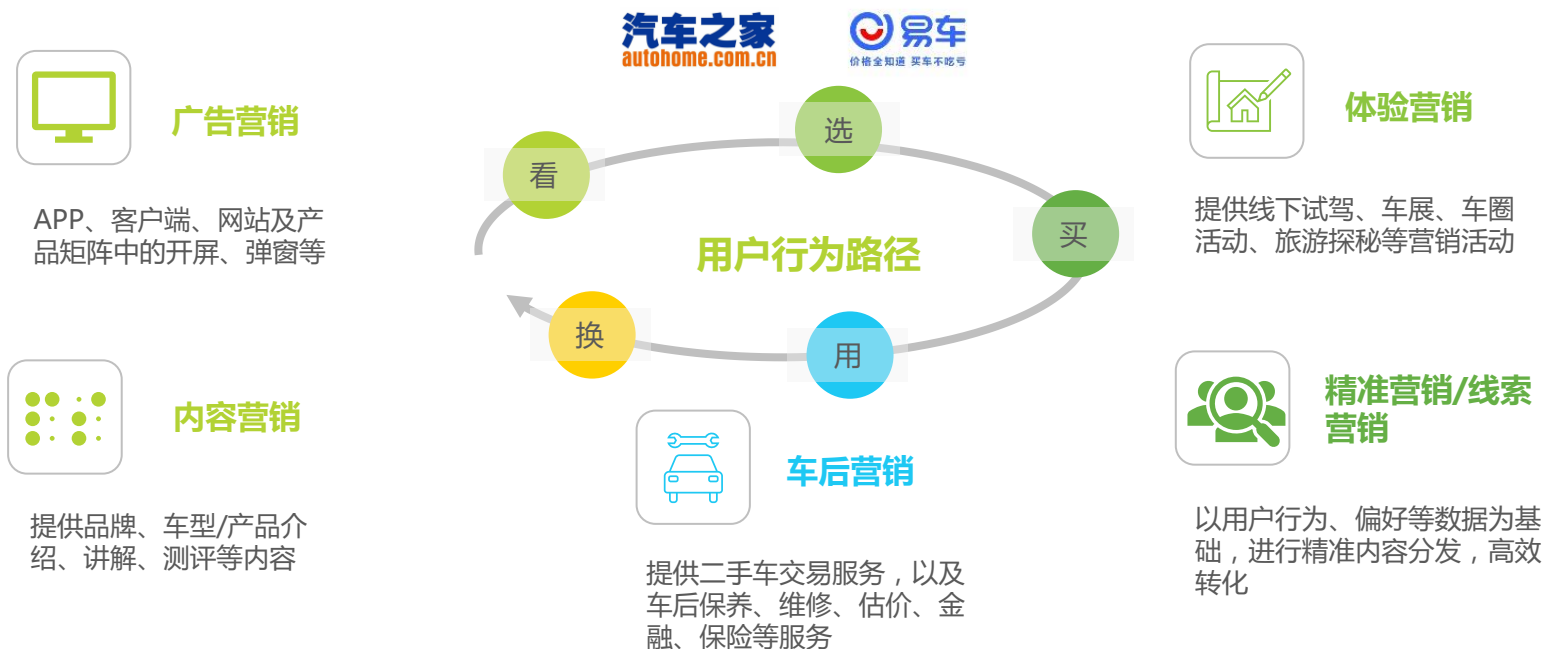 汽车之家
autohome.com.cn
易车
价格全知道 买车不吃亏
广告营销
APP、客户端、网站及产
品矩阵中的开屏、弹窗等
内容营销
提供品牌、车型/产品介
绍、讲解、测评等内容
看
选
买
用
换
用户行为路径
车后营销
提供二手车交易服务，以及
车后保养、维修、估价、金
融、保险等服务
体验营销
提供线下试驾、车展、车圈
活动、旅游探秘等营销活动
精准营销/线索
营销
以用户行为、偏好等数据为基
础，进行精准内容分发，高效
转化